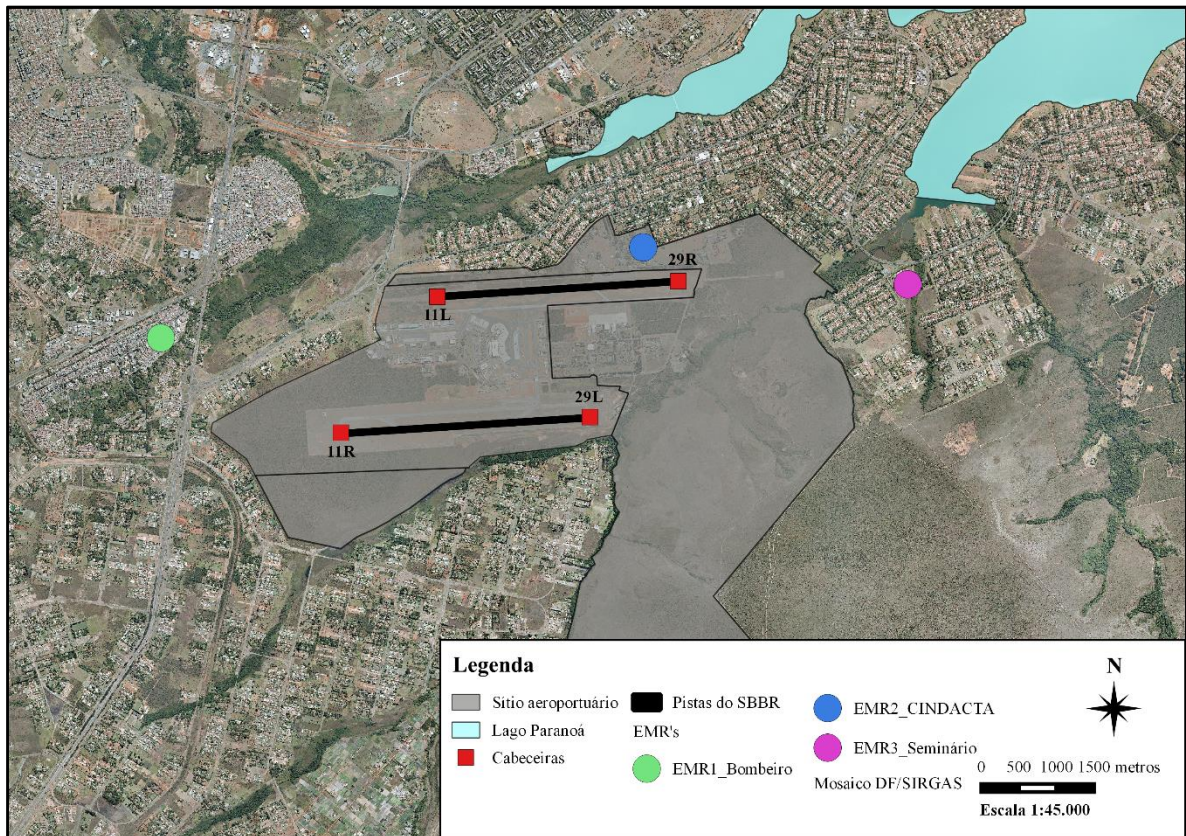 29R
11L
29L
11R
Legenda
N
Sítio aeroportuário
Pistas do SBBR
EMR2_CINDACTA
Lago Paranoá
EMR's
EMR3_Seminário
Cabeceiras
EMR1_Bombeiro
Mosaico DF/SIRGAS
0 500 1000 1500 metros
Escala 1:45.000